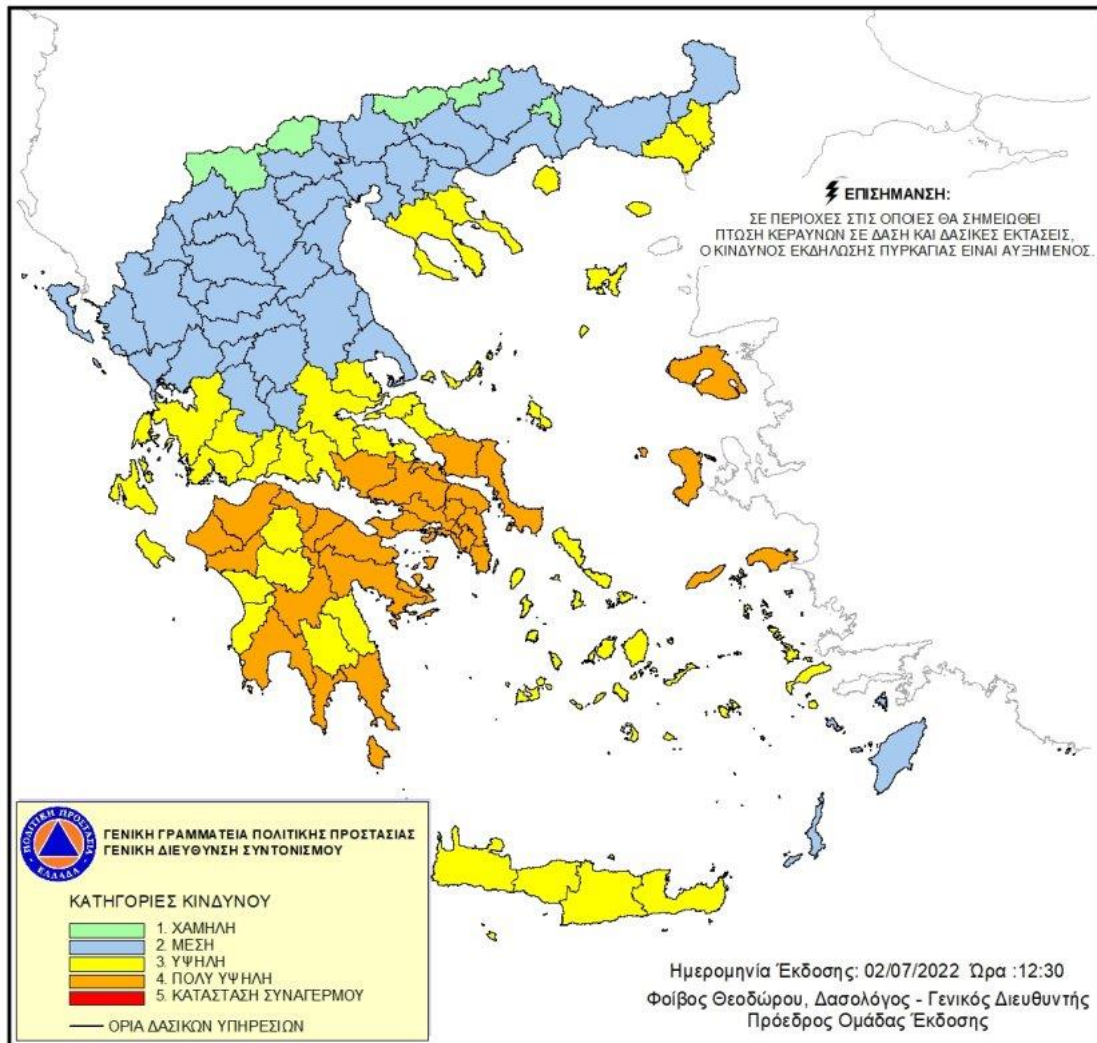 ΕΠΙΣΗΜΑΝΣΗ:
ΣΕ ΠΕΡΙΟΧΕΣ ΣΤΙΣ ΟΠΟΙΕΣ ΘΑ ΣΗΜΕΙΩΘΕΙ
ΠΤΩΣΗ ΚΕΡΑΥΝΩΝ ΣΕ ΔΑΣΗ ΚΑΙ ΔΑΣΙΚΕΣ ΕΚΤΑΣΕΙΣ,
Ο ΚΙΝΔΥΝΟΣ ΕΚΔΗΛΩΣΗΣ ΠΥΡΚΑΓΙΑΣ ΕΙΝΑΙ ΑΥΞΗΜΕΝΟΣ.
ΠΟΛΙΤΙΚΗ ΠΡΟΣΤΑΣΙΑ
ΕΛΛΑΔΑ
ΓΕΝΙΚΗ ΓΡΑΜΜΑΤΕΙΑ ΠΟΛΙΤΙΚΗΣ ΠΡΟΣΤΑΣΙΑΣ
ΓΕΝΙΚΗ ΔΙΕΥΘΥΝΣΗ ΣΥΝΤΟΝΙΣΜΟΥ
ΚΑΤΗΓΟΡΙΕΣ ΚΙΝΔΥΝΟΥ
1. ΧΑΜΗΛΗ
2. ΜΕΣΗ
3. ΥΨΗΛΗ
4. ΠΟΛΥ ΥΨΗΛΗ
5. ΚΑΤΑΣΤΑΣΗ ΣΥΝΑΓΕΡΜΟΥ
ΟΡΙΑ ΔΑΣΙΚΩΝ ΥΠΗΡΕΣΙΩΝ
Ημερομηνία Έκδοσης: 02/07/2022 Ώρα :12:30
Φοίβος Θεοδώρου, Δασολόγος - Γενικός Διευθυντής
Πρόεδρος Ομάδας Έκδοσης